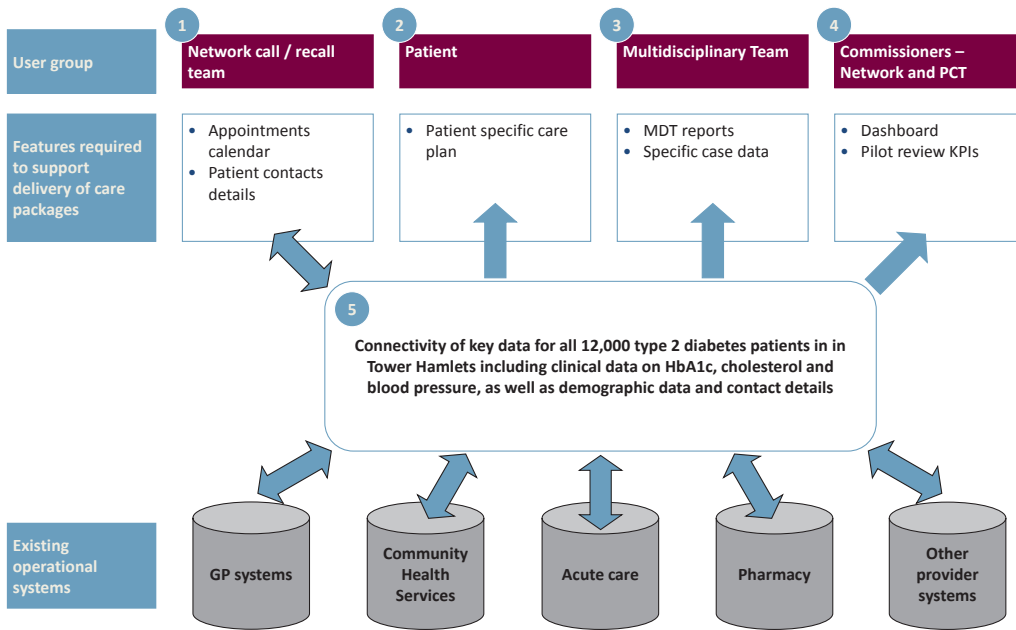 1
2
3
4
User group
Network call / recall
team
Patient
Multidisciplinary Team
Commissioners –
Network and PCT
Features required
to support
delivery of care
packages
• Appointments
calendar
• Patient contacts
details
• Patient specific care
plan
• MDT reports
• Specific case data
• Dashboard
• Pilot review KPIs
5
Connectivity of key data for all 12,000 type 2 diabetes patients in in
Tower Hamlets including clinical data on HbA1c, cholesterol and
blood pressure, as well as demographic data and contact details
Existing
operational
systems
GP systems
Community
Health
Services
Acute care
Pharmacy
Other
provider
systems